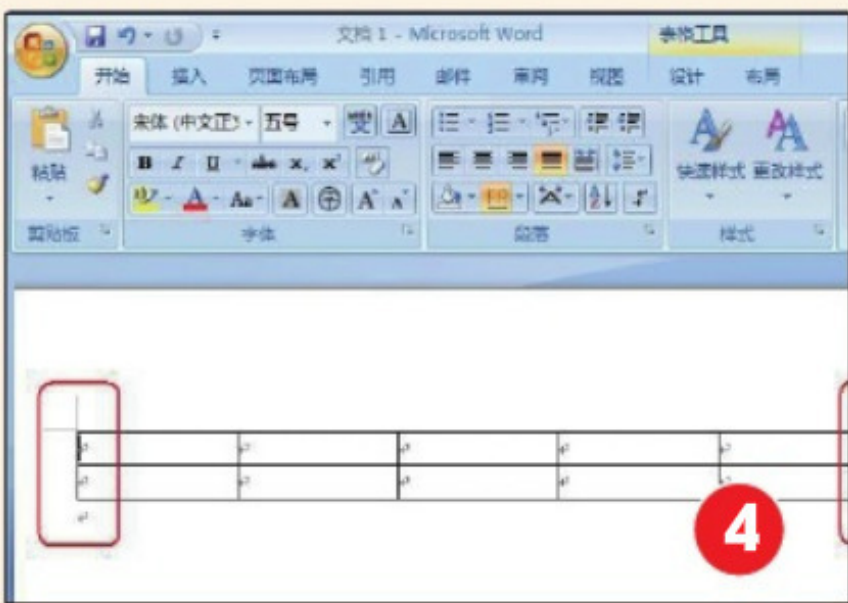 文档 1 - Microsoft Word 表格工具
开始 插入 页面布局 引用 邮件 审阅 视图 设计 布局
宋体 (中文正文 五号
B I U abc x x A
粘贴 快速样式 更改样式
A Aa A A A
剪贴板 字体 段落 样式
4